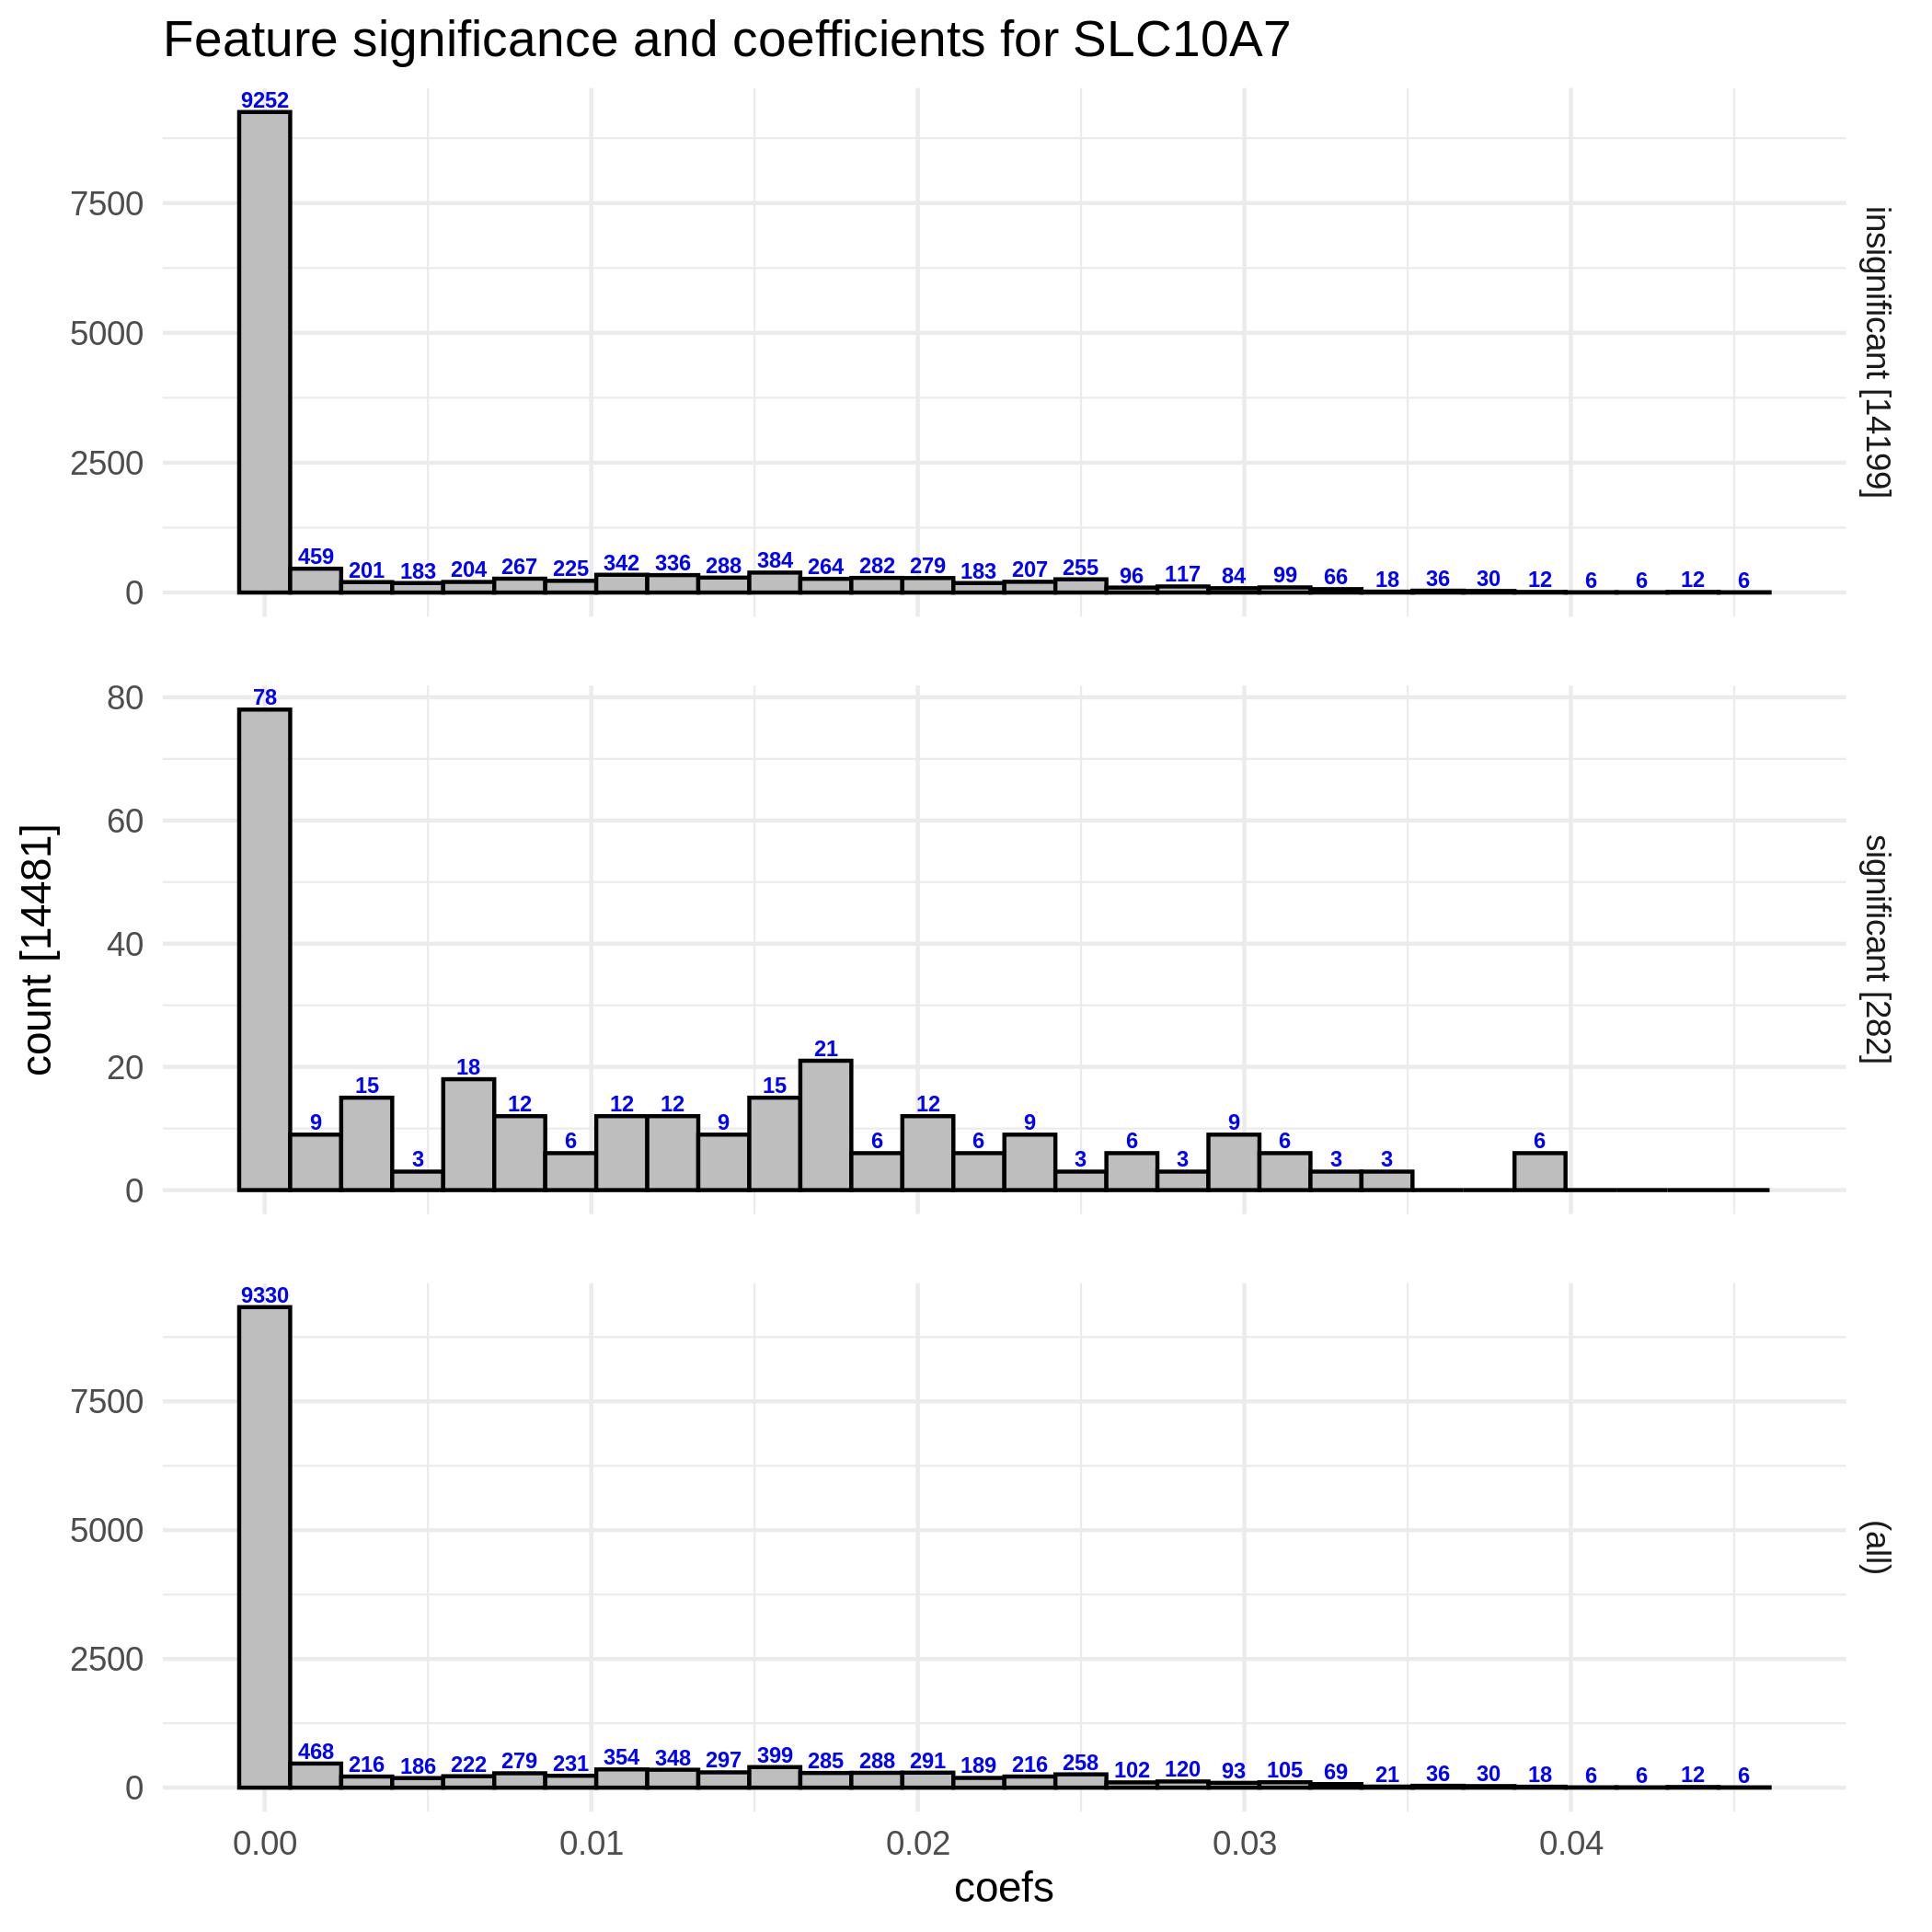 Feature significance and coefficients for SLC10A7
9252
7500
5000
2500
0
459 201 183 204 267 225 342 336 288 384 264 282 279 183 207 255 96 117 84 99 66 18 36 30 12 6 6 12 6
insignificant [14199]
count [14481]
80
60
40
20
0
78 9 15 3 18 12 6 12 12 9 15 21 6 12 6 9 3 6 3 9 6 3 3 6
significant [282]
9330
7500
5000
2500
0
468 216 186 222 279 231 354 348 297 399 285 288 291 189 216 258 102 120 93 105 69 21 36 30 18 6 6 12 6
(all)
0.00 0.01 0.02 0.03 0.04
coefs